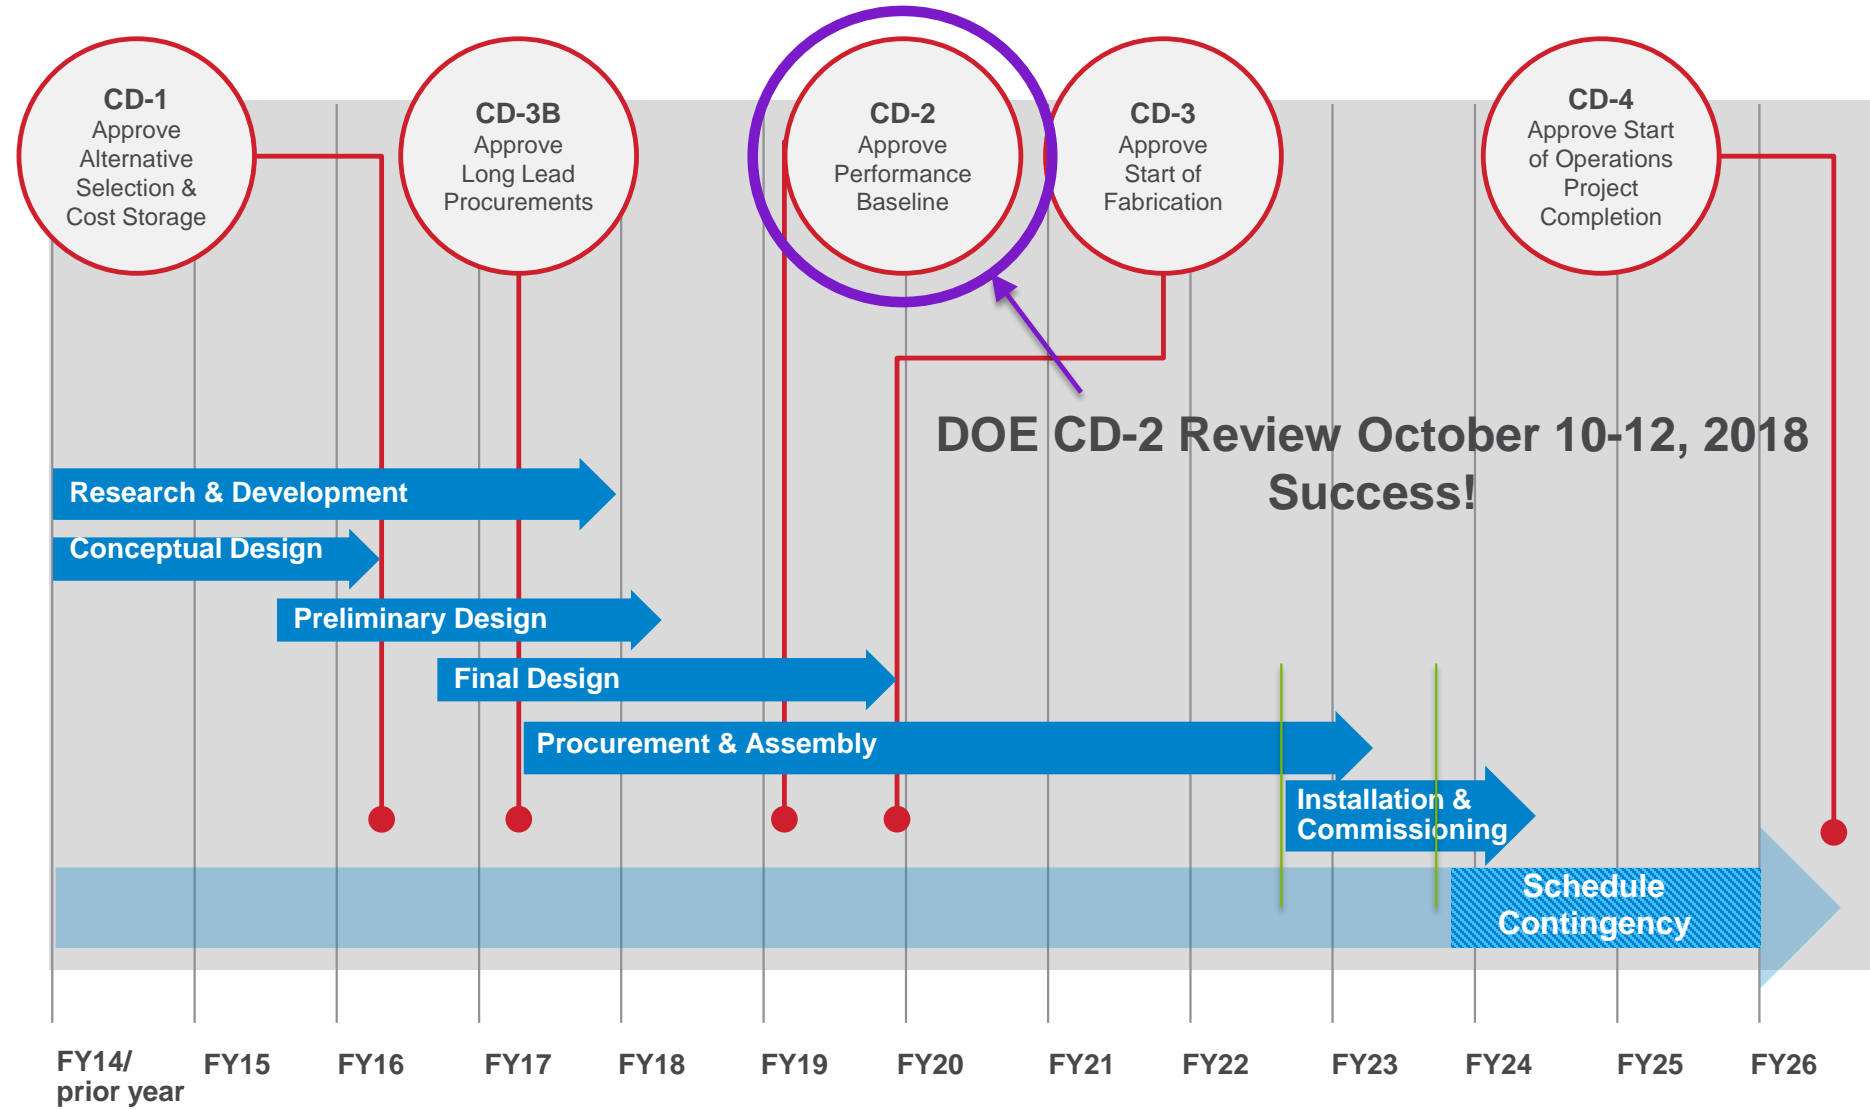 CD-1
Approve
Alternative
Selection &
Cost Storage
CD-3B
Approve
Long Lead
Procurements
CD-2
Approve
Performance
Baseline
CD-3
Approve
Start of
Fabrication
CD-4
Approve Start
of Operations
Project
Completion
DOE CD-2 Review October 10-12, 2018
Success!
Research & Development
Conceptual Design
Preliminary Design
Final Design
Procurement & Assembly
Installation &
Commissioning
Schedule
Contingency
FY14/
prior year
FY15
FY16
FY17
FY18
FY19
FY20
FY21
FY22
FY23
FY24
FY25
FY26